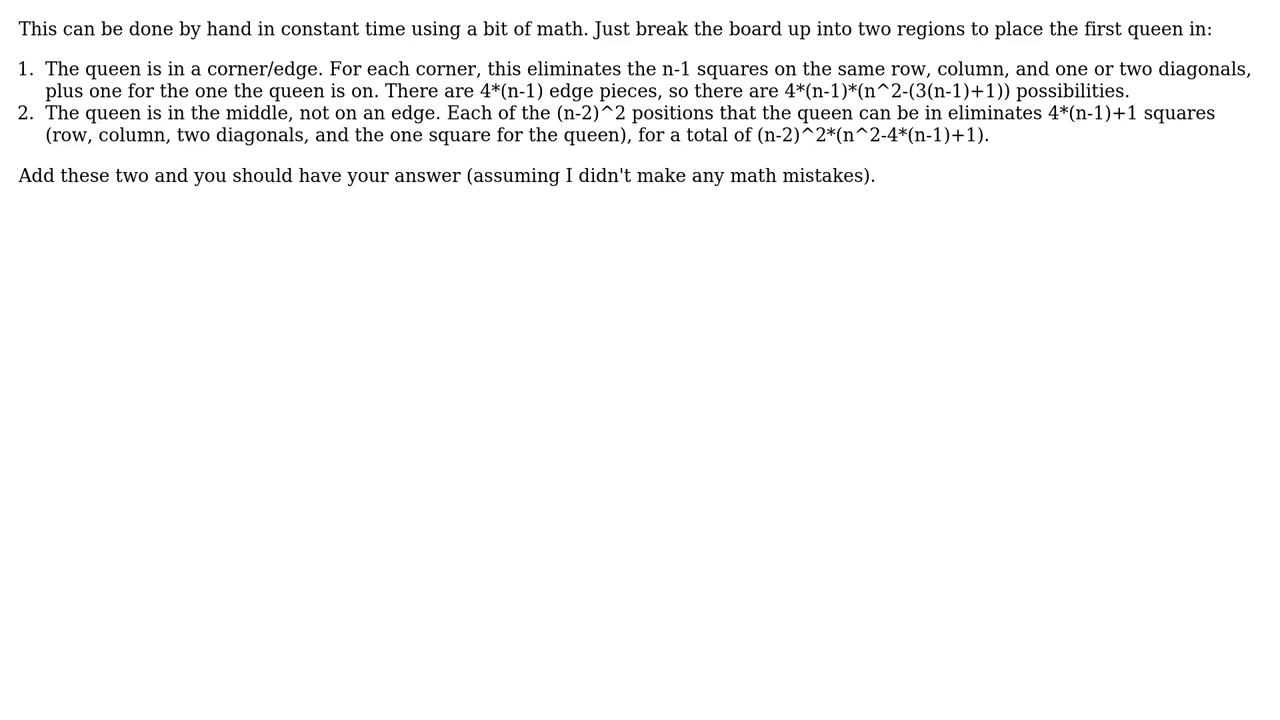 This can be done by hand in constant time using a bit of math. Just break the board up into two regions to place the first queen in:
1. The queen is in a corner/edge. For each corner, this eliminates the n-1 squares on the same row, column, and one or two diagonals,
plus one for the one the queen is on. There are 4*(n-1) edge pieces, so there are 4*(n-1)*(n^2-(3(n-1)+1)) possibilities.
2. The queen is in the middle, not on an edge. Each of the (n-2)^2 positions that the queen can be in eliminates 4*(n-1)+1 squares
(row, column, two diagonals, and the one square for the queen), for a total of (n-2)^2*(n^2-4*(n-1)+1).
Add these two and you should have your answer (assuming I didn't make any math mistakes).